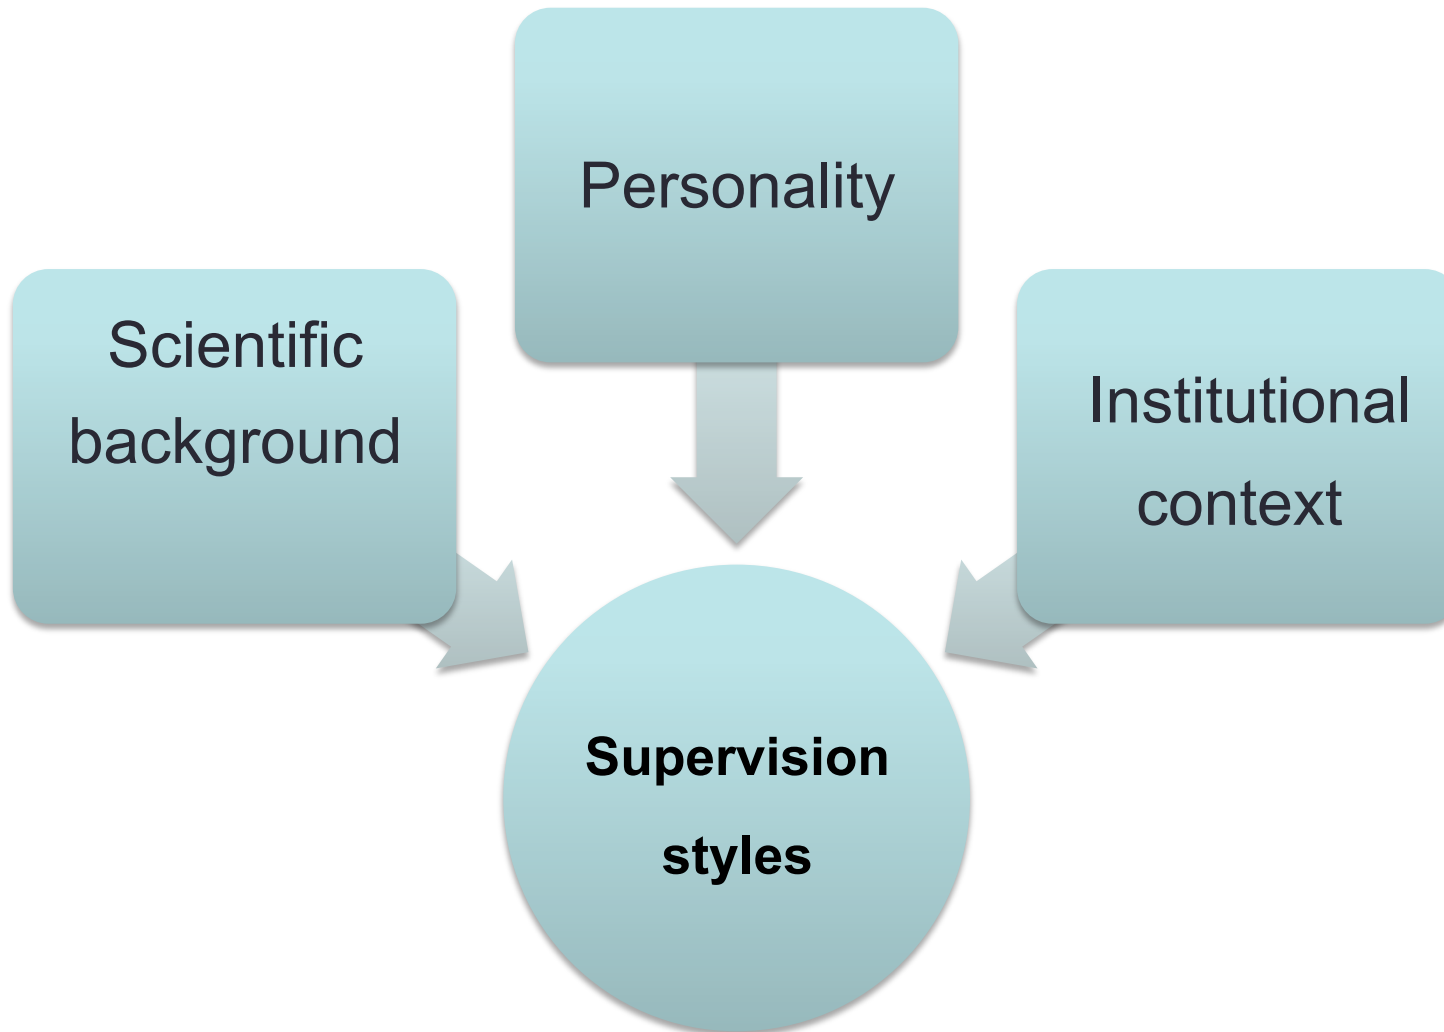 Personality
Scientific
background
Institutional
context
Supervision
styles